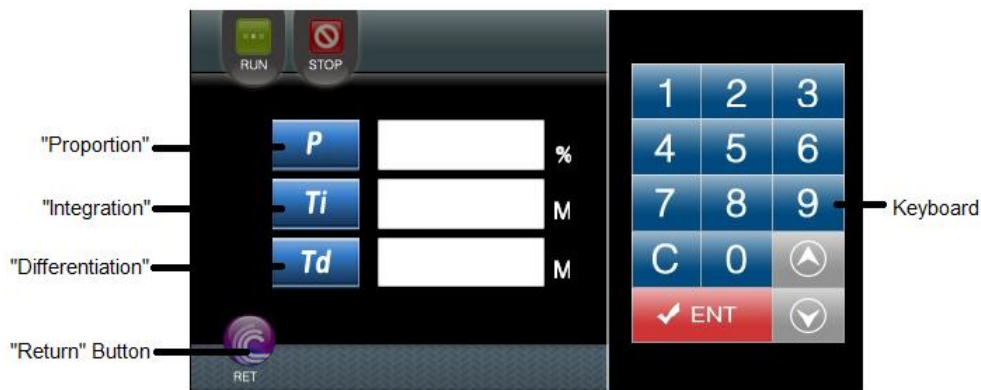 RUN STOP
"Proportion" P %
"Integration" Ti M
"Differentiation" Td M
"Return" Button
RET
1 2 3
4 5 6
7 8 9 Keyboard
C 0
✓ ENT